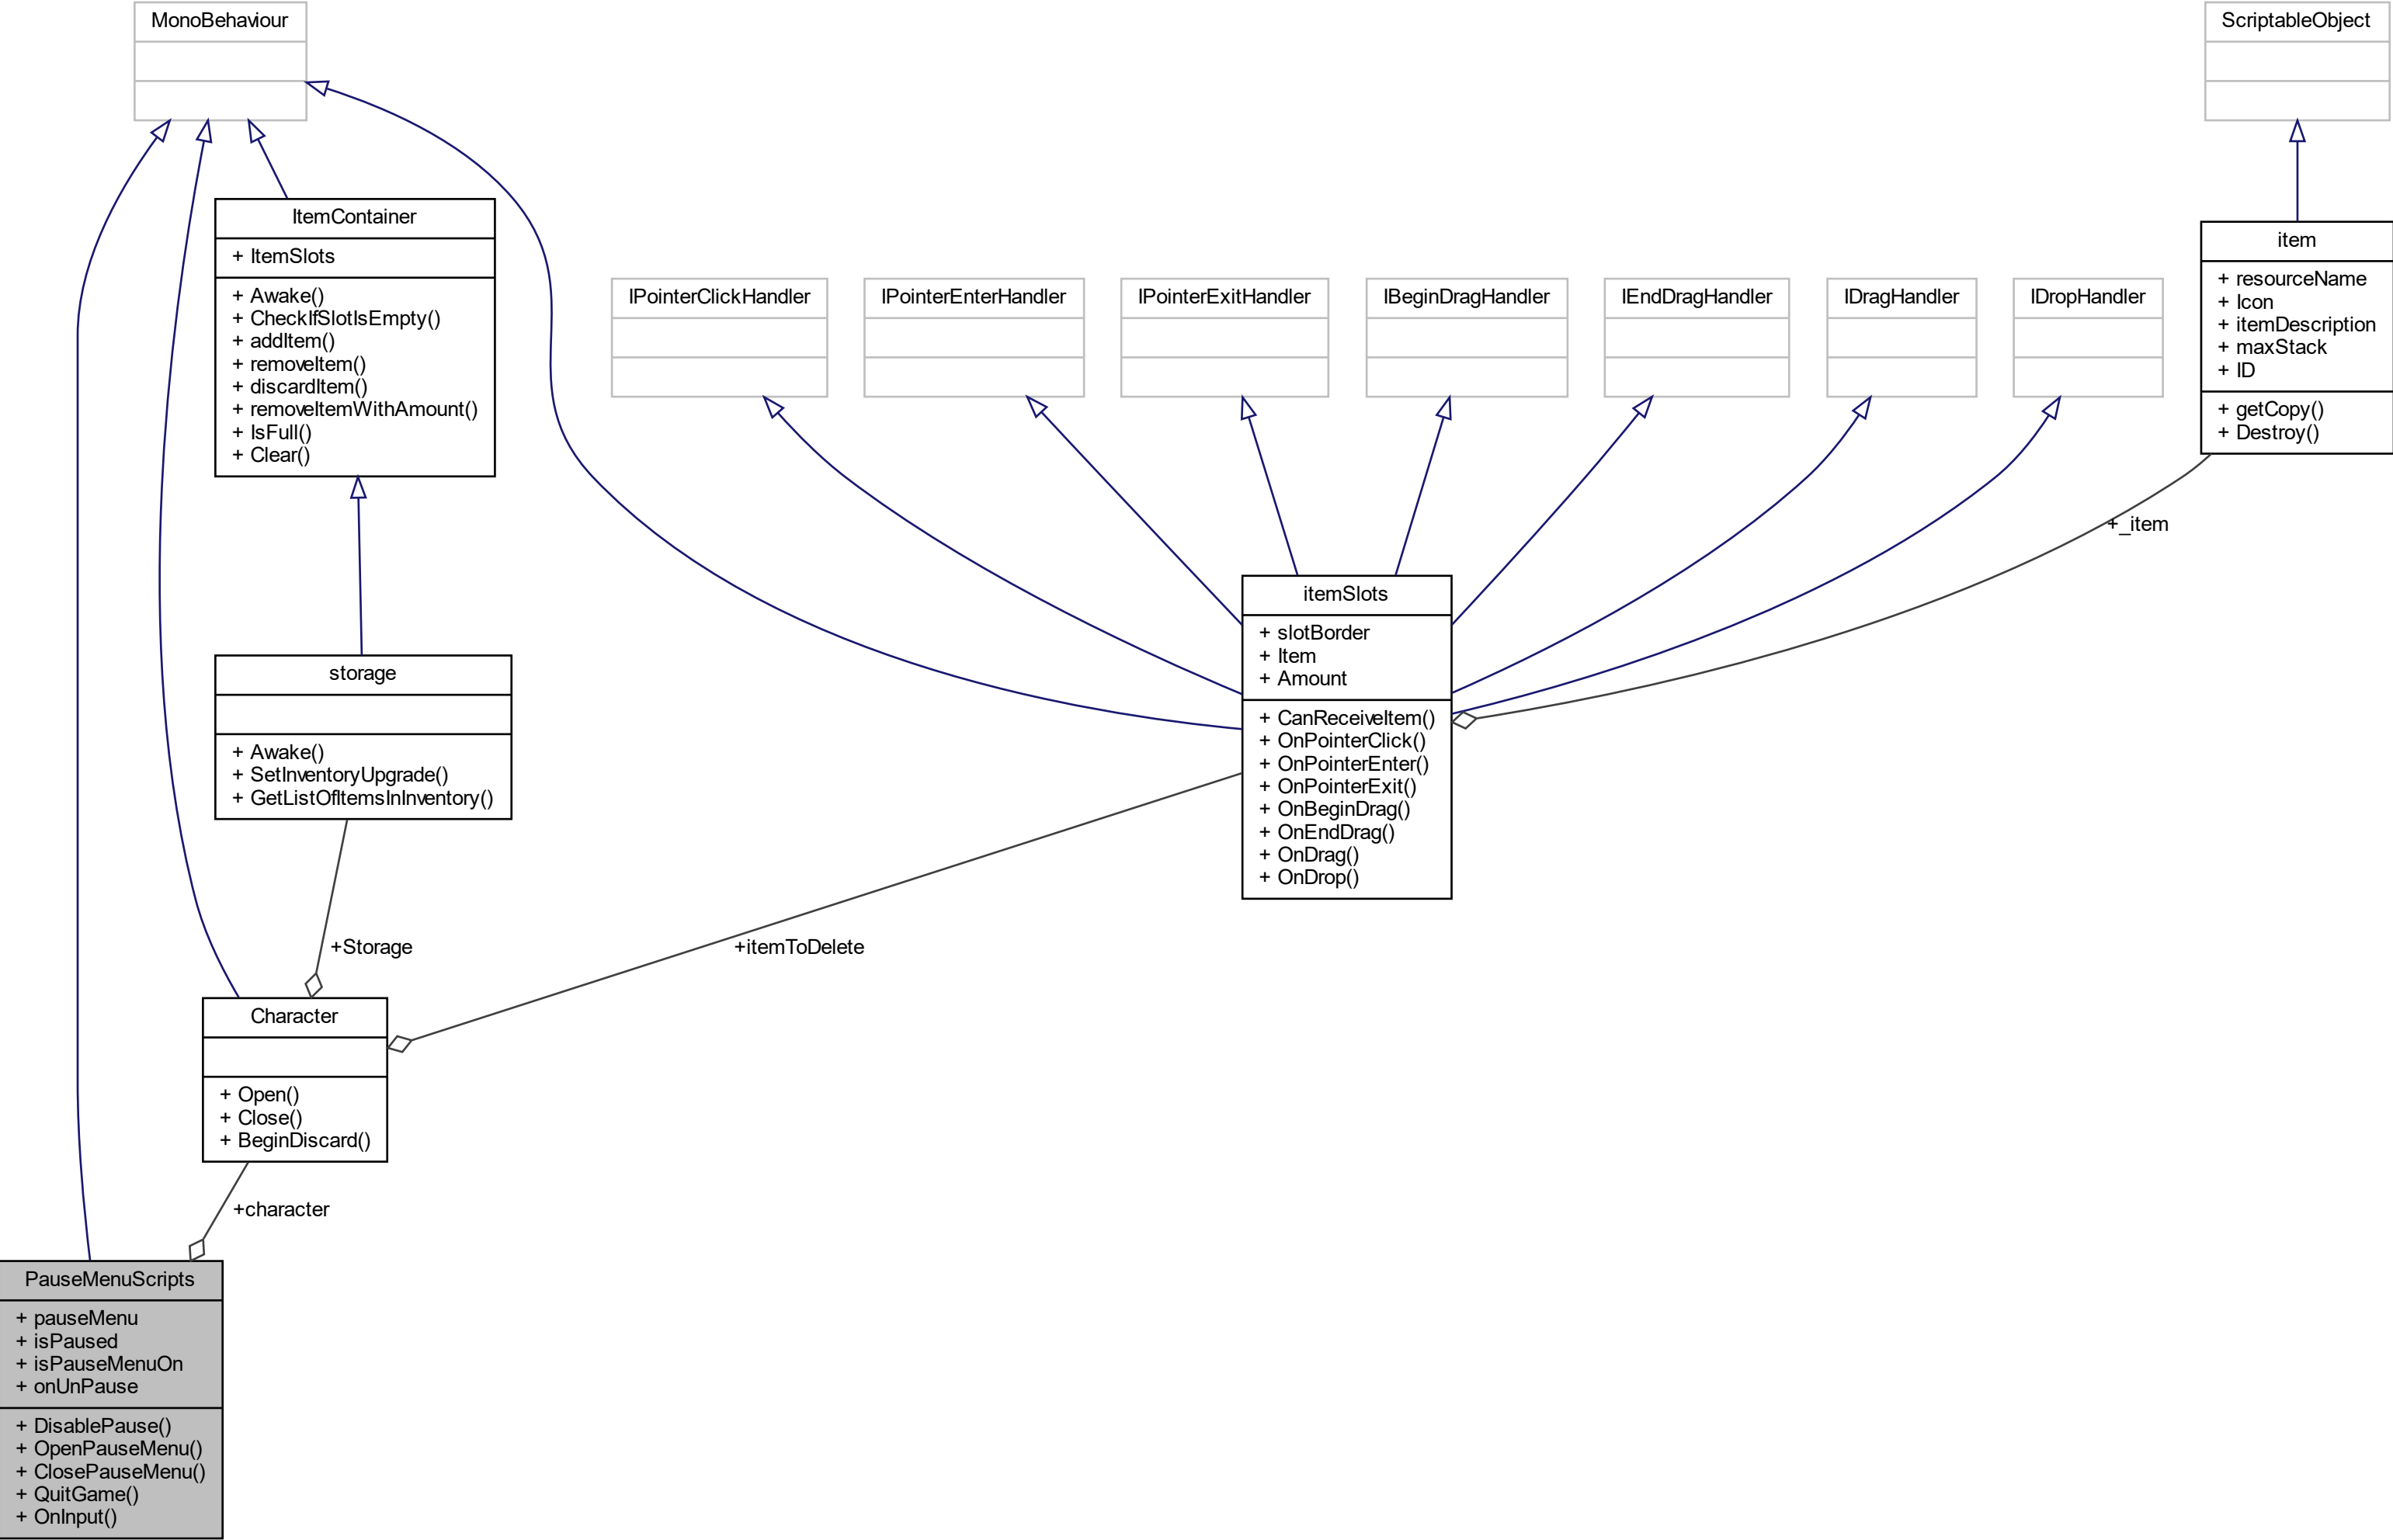 MonoBehaviour
ScriptableObject
ItemContainer
+ ItemSlots
+ Awake()
+ CheckIfSlotIsEmpty()
+ addItem()
+ removeItem()
+ discardItem()
+ removeItemWithAmount()
+ IsFull()
+ Clear()
IPointerClickHandler
IPointerEnterHandler
IPointerExitHandler
IBeginDragHandler
IEndDragHandler
IDragHandler
IDropHandler
item
+ resourceName
+ Icon
+ itemDescription
+ maxStack
+ ID
+ getCopy()
+ Destroy()
+_item
itemSlots
+ slotBorder
+ Item
+ Amount
+ CanReceiveItem()
+ OnPointerClick()
+ OnPointerEnter()
+ OnPointerExit()
+ OnBeginDrag()
+ OnEndDrag()
+ OnDrag()
+ OnDrop()
storage
+ Awake()
+ SetInventoryUpgrade()
+ GetListOfItemsInInventory()
+Storage
+itemToDelete
Character
+ Open()
+ Close()
+ BeginDiscard()
+character
PauseMenuScripts
+ pauseMenu
+ isPaused
+ isPauseMenuOn
+ onUnPause
+ DisablePause()
+ OpenPauseMenu()
+ ClosePauseMenu()
+ QuitGame()
+ OnInput()